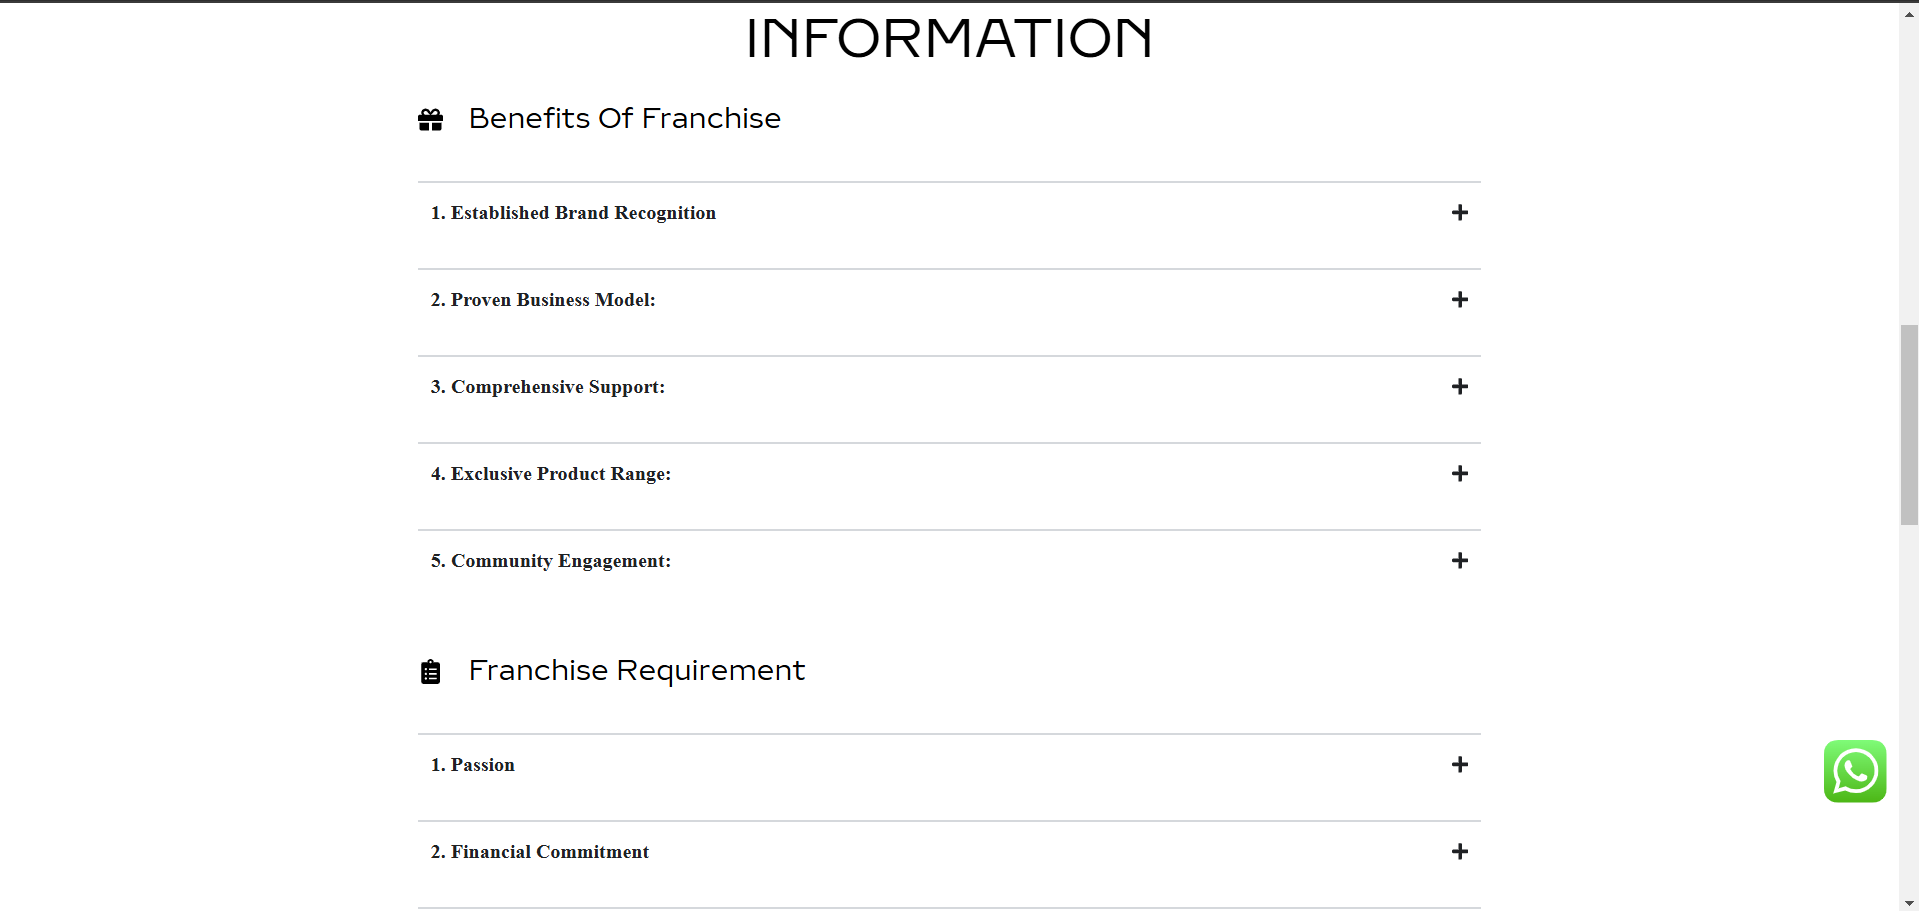 INFORMATION
Benefits Of Franchise
1. Established Brand Recognition
2. Proven Business Model:
3. Comprehensive Support:
4. Exclusive Product Range:
5. Community Engagement:
Franchise Requirement
1. Passion
2. Financial Commitment